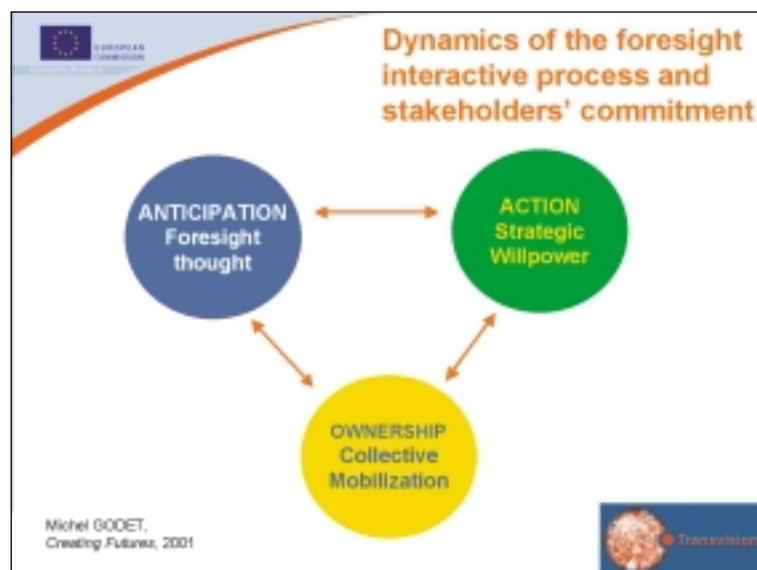 EUROPEAN
COMMISSION
Dynamics of the foresight
interactive process and
stakeholders' commitment
ANTICIPATION
Foresight
thought
ACTION
Strategic
Willpower
OWNERSHIP
Collective
Mobilization
Michel GODET,
Creating Futures, 2001
Transvision